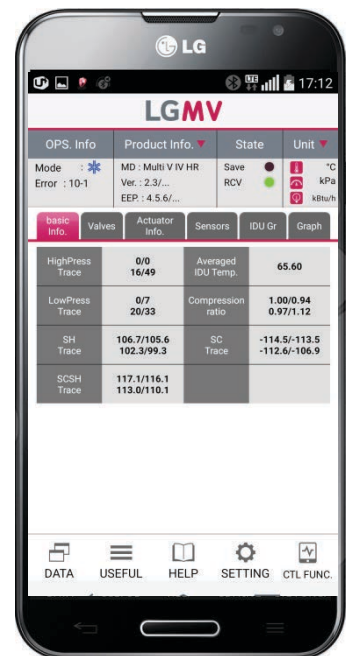 LG
17:12
LGMV
OPS. Info
Product Info. ▼
State
Unit ▼
Mode :
Error : 10-1
MD : Multi V IV HR
Ver. : 2.3/...
EEP. : 4.5.6/...
Save
RCV
°C
kPa
kBtu/h
basic
Info.
Valves
Actuator
Info.
Sensors
IDU Gr
Graph
HighPress
Trace
0/0
16/49
Averaged
IDU Temp.
65.60
LowPress
Trace
0/7
20/33
Compression
ratio
1.00/0.94
0.97/1.12
SH
Trace
106.7/105.6
102.3/99.3
SC
Trace
-114.5/-113.5
-112.6/-106.9
SCSH
Trace
117.1/116.1
113.0/110.1
DATA
USEFUL
HELP
SETTING
CTL FUNC.